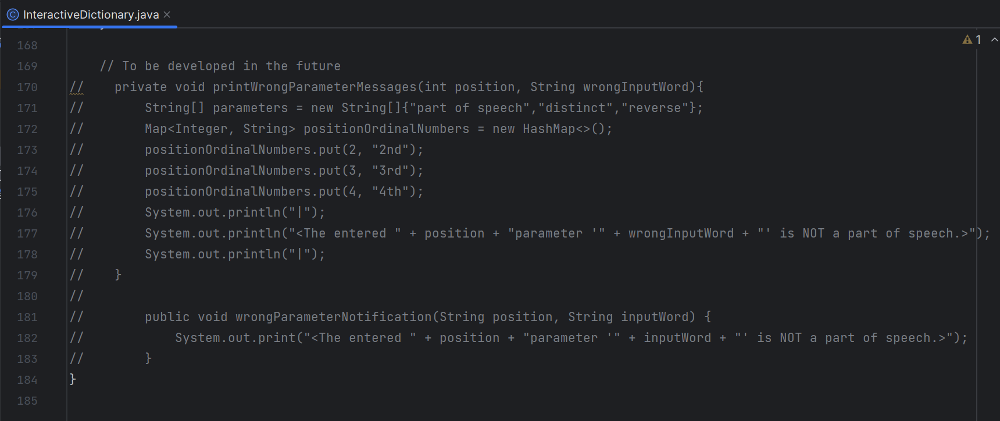 InteractiveDictionary.java
1
168
169 // To be developed in the future
170 // private void printWrongParameterMessages(int position, String wrongInputWord){
171 // String[] parameters = new String[]{"part of speech","distinct","reverse"};
172 // Map<Integer, String> positionOrdinalNumbers = new HashMap<>();
173 // positionOrdinalNumbers.put(2, "2nd");
174 // positionOrdinalNumbers.put(3, "3rd");
175 // positionOrdinalNumbers.put(4, "4th");
176 // System.out.println("|");
177 // System.out.println("<The entered " + position + "parameter '" + wrongInputWord + "' is NOT a part of speech.>");
178 // System.out.println("|");
179 // }
180 //
181 // public void wrongParameterNotification(String position, String inputWord) {
182 // System.out.print("<The entered " + position + "parameter '" + inputWord + "' is NOT a part of speech.>");
183 // }
184 }
185